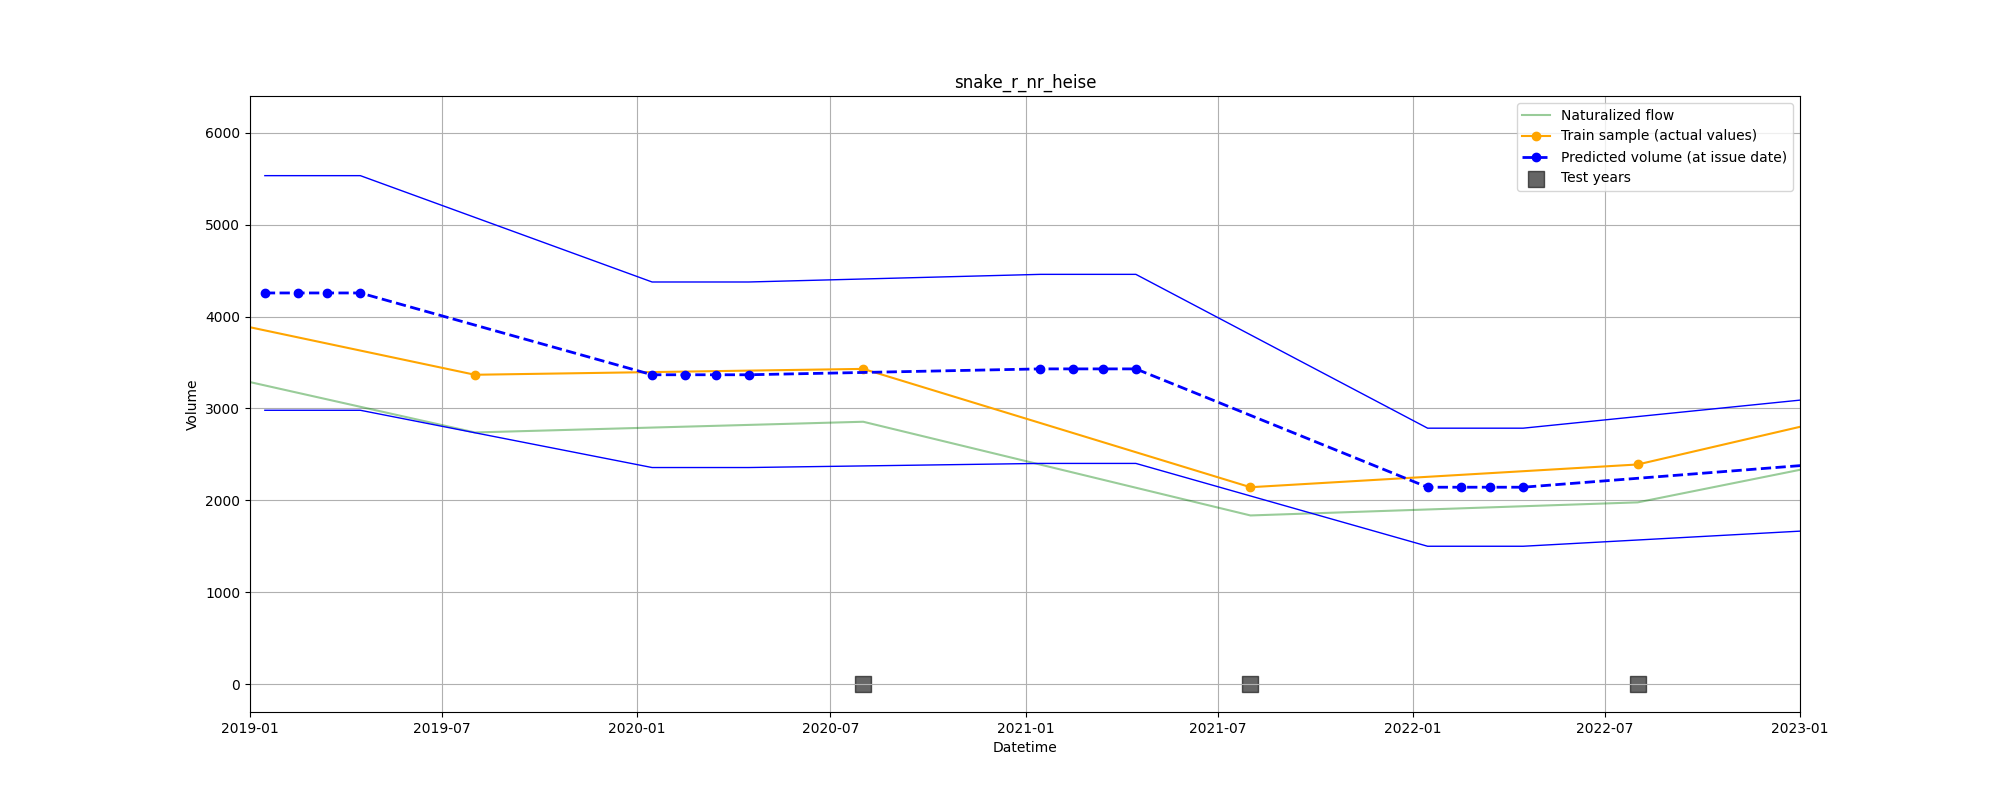 snake_r_nr_heise
Naturalized flow
Train sample (actual values)
Predicted volume (at issue date)
Test years
6000
5000
4000
3000
2000
1000
0
Volume
2019-01 2019-07 2020-01 2020-07 2021-01 2021-07 2022-01 2022-07 2023-01
Datetime